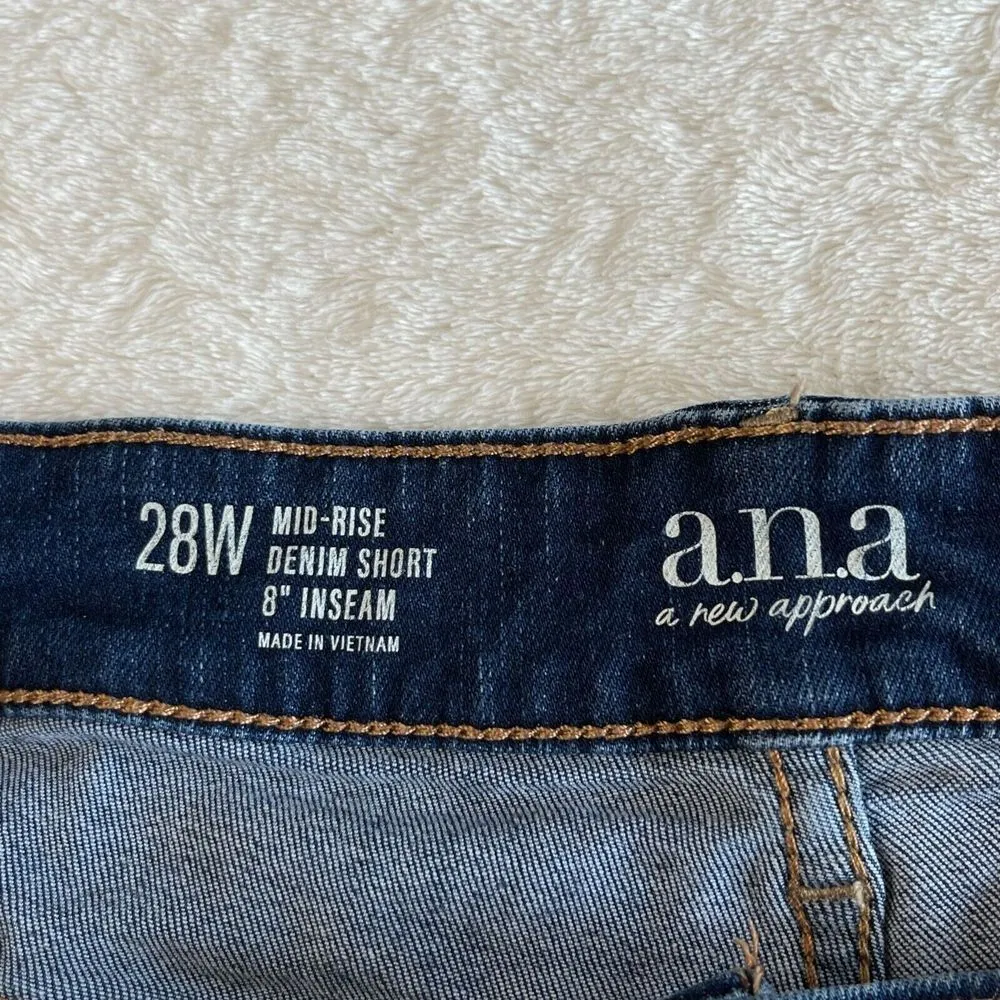 28W
MID-RISE
DENIM SHORT
8" INSEAM
MADE IN VIETNAM
a.n.a
a new approach